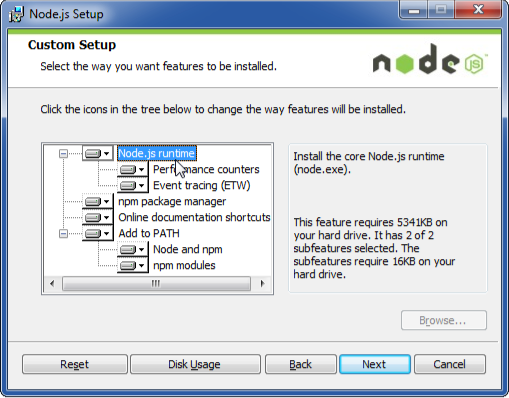 Node.js Setup
Custom Setup
Select the way you want features to be installed.
node JS
Click the icons in the tree below to change the way features will be installed.
Node.js runtime
Performance counters
Event tracing (ETW)
npm package manager
Online documentation shortcuts
Add to PATH
Node and npm
npm modules
Install the core Node.js runtime
(node.exe).
This feature requires 5341KB on
your hard drive. It has 2 of 2
subfeatures selected. The
subfeatures require 16KB on your
hard drive.
Browse...
Reset
Disk Usage
Back
Next
Cancel